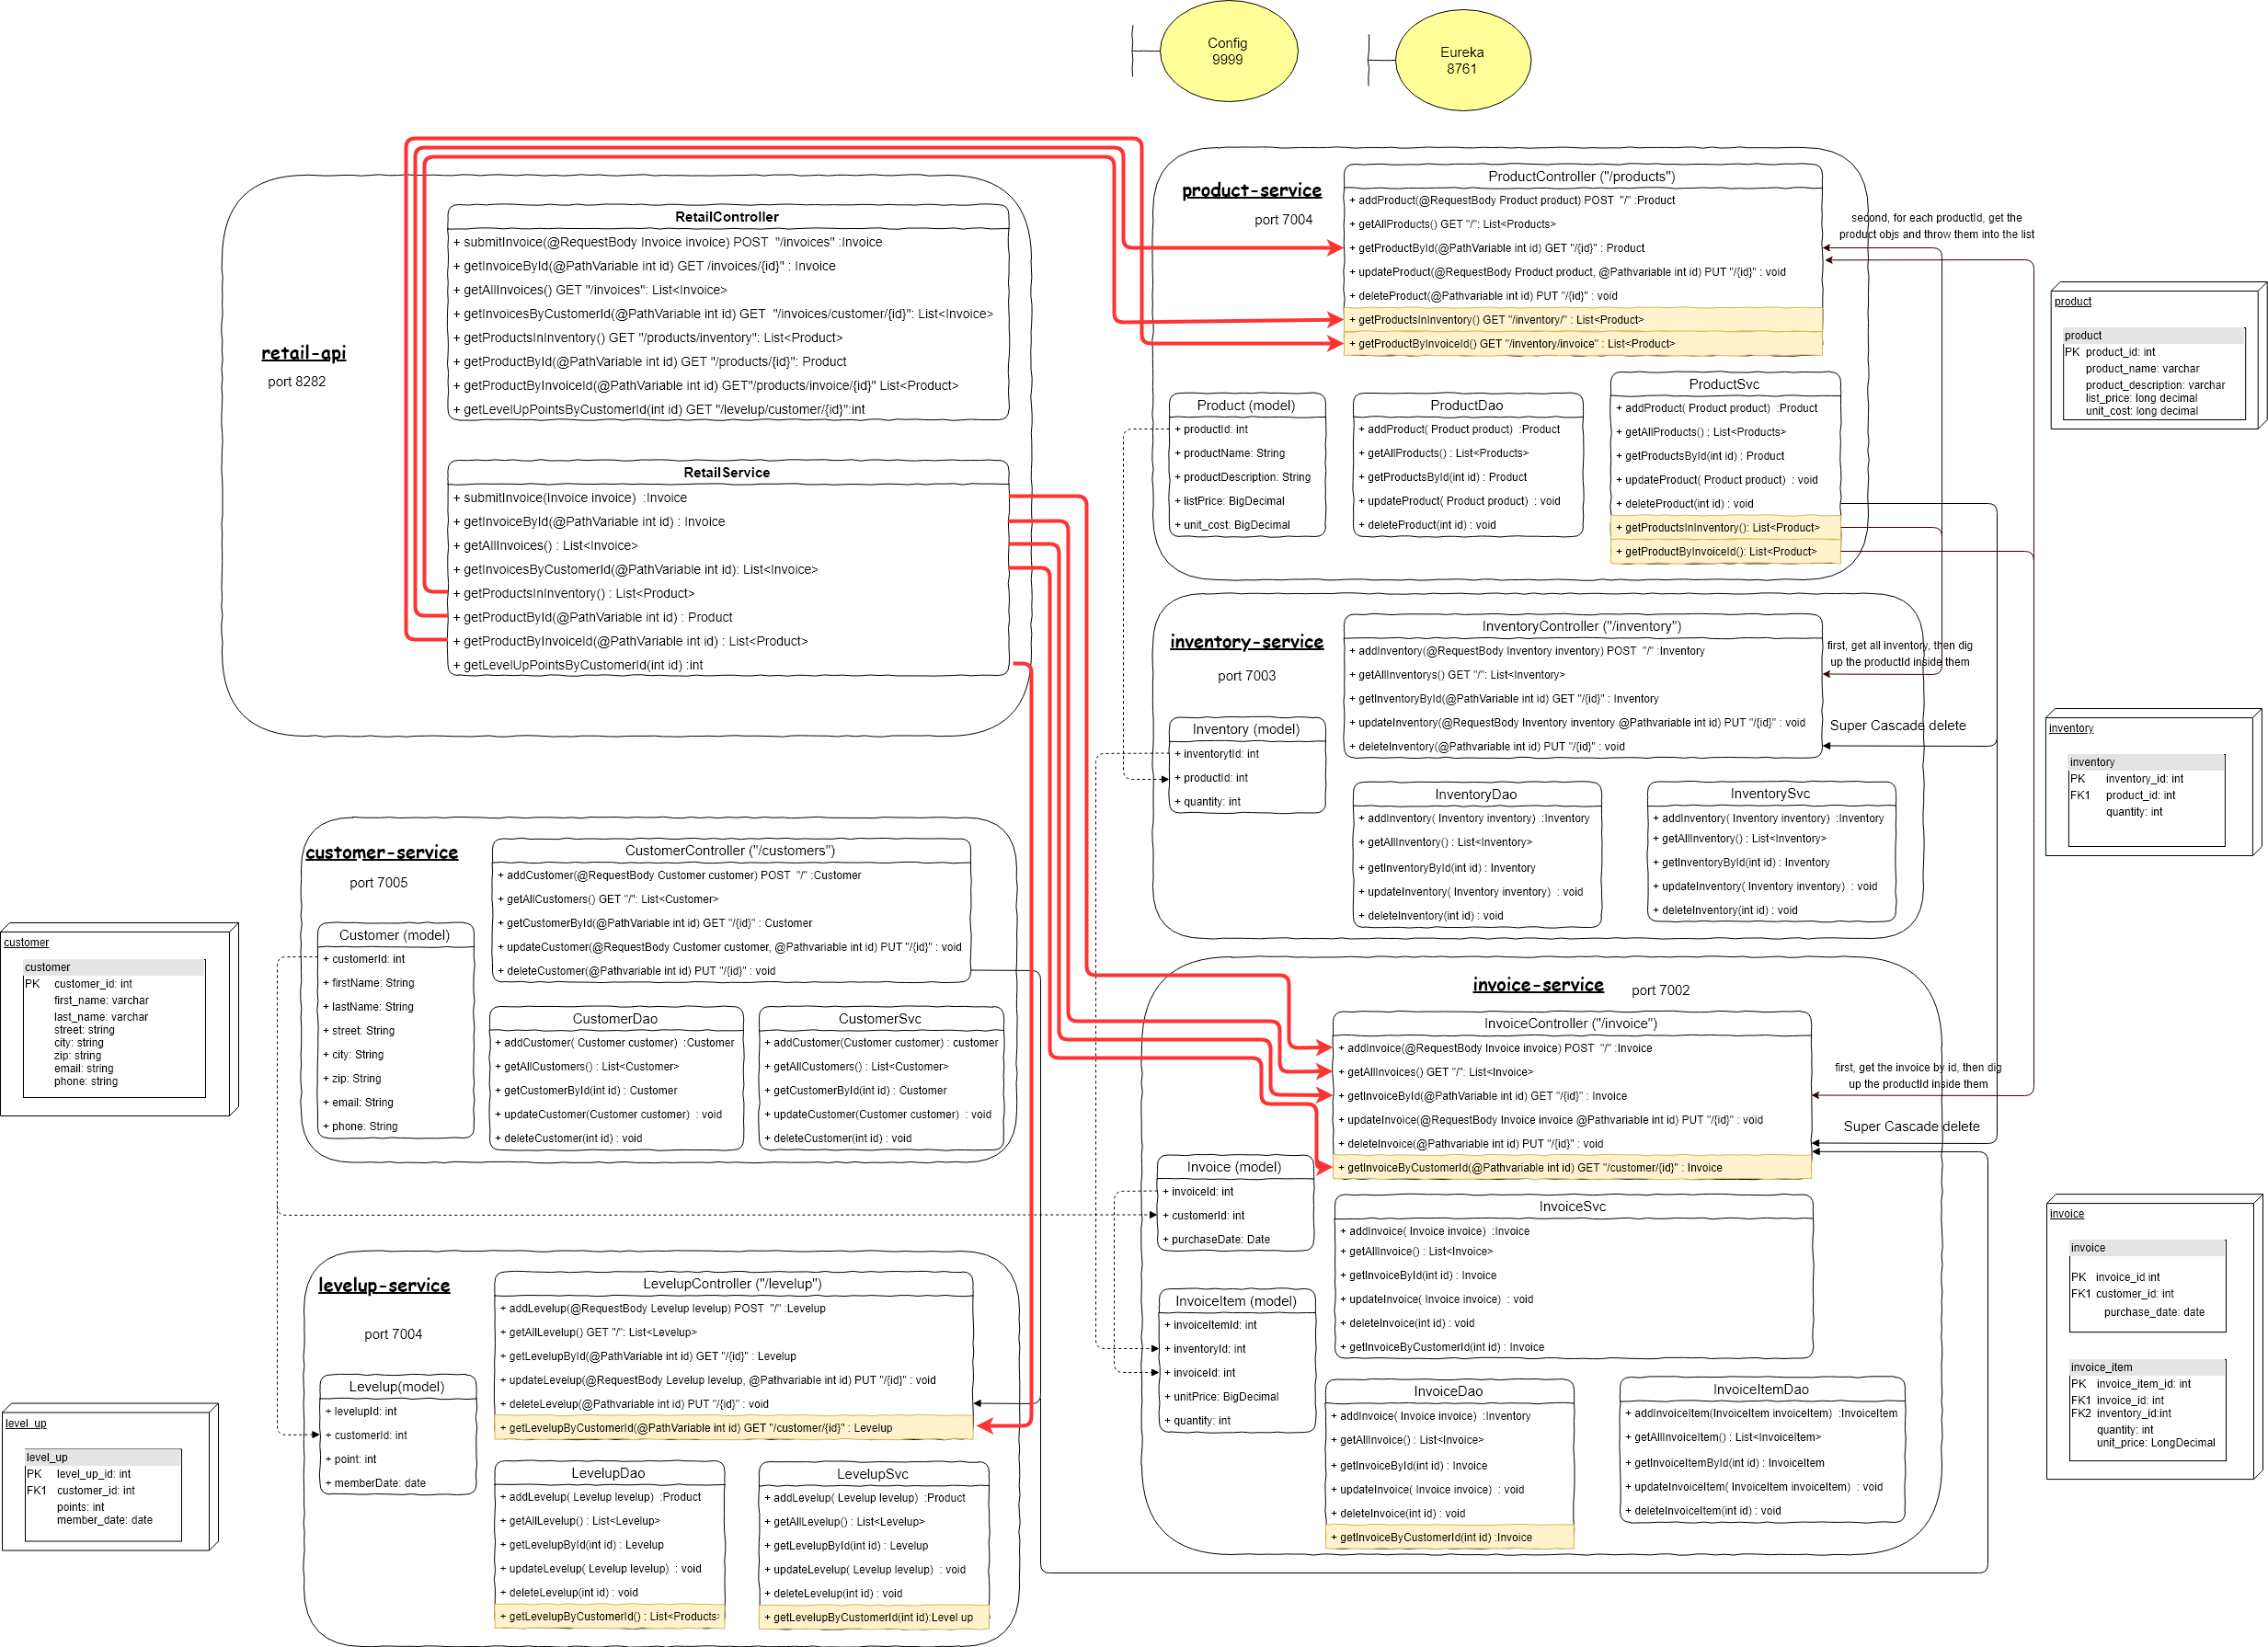 Config
9999
Eureka
8761
retail-api
port 8282
RetailController
+ submitInvoice(@RequestBody Invoice invoice) POST  "/invoices" :Invoice
+ getInvoiceById(@PathVariable int id) GET /invoices/{id}" : Invoice
+ getAllInvoices() GET "/invoices": List<Invoice>
+ getInvoicesByCustomerId(@PathVariable int id) GET  "/invoices/customer/{id}": List<Invoice>
+ getProductsInInventory() GET "/products/inventory": List<Product>
+ getProductById(@PathVariable int id) GET "/products/{id}": Product
+ getProductByInvoiceId(@PathVariable int id) GET"/products/invoice/{id}" List<Product>
+ getLevelUpPointsByCustomerId(int id) GET "/levelup/customer/{id}":int
RetailService
+ submitInvoice(Invoice invoice)  :Invoice
+ getInvoiceById(@PathVariable int id) : Invoice
+ getAllInvoices() : List<Invoice>
+ getInvoicesByCustomerId(@PathVariable int id): List<Invoice>
+ getProductsInInventory() : List<Product>
+ getProductById(@PathVariable int id) : Product
+ getProductByInvoiceId(@PathVariable int id) : List<Product>
+ getLevelUpPointsByCustomerId(int id) :int
product-service
port 7004
ProductController ("/products")
+ addProduct(@RequestBody Product product) POST  "/" :Product
+ getAllProducts() GET "/": List<Products>
+ getProductById(@PathVariable int id) GET "/{id}" : Product
+ updateProduct(@RequestBody Product product, @Pathvariable int id) PUT "/{id}" : void
+ deleteProduct(@Pathvariable int id) PUT "/{id}" : void
+ getProductsInInventory() GET "/inventory/" : List<Product>
+ getProductByInvoiceId() GET "/inventory/invoice" : List<Product>
second, for each productId, get the
product objs and throw them into the list
Product (model)
+ productId: int
+ productName: String
+ productDescription: String
+ listPrice: BigDecimal
+ unit_cost: BigDecimal
ProductDao
+ addProduct( Product product)  :Product
+ getAllProducts() : List<Products>
+ getProductsById(int id) : Product
+ updateProduct( Product product)  : void
+ deleteProduct(int id) : void
ProductSvc
+ addProduct( Product product)  :Product
+ getAllProducts() : List<Products>
+ getProductsById(int id) : Product
+ updateProduct( Product product)  : void
+ deleteProduct(int id) : void
+ getProductsInInventory(): List<Product>
+ getProductByInvoiceId(): List<Product>
product
product
PK  product_id: int
product_name: varchar
product_description: varchar
list_price: long decimal
unit_cost: long decimal
inventory-service
port 7003
InventoryController ("/inventory")
+ addInventory(@RequestBody Inventory inventory) POST  "/" :Inventory
+ getAllInventorys() GET "/": List<Inventory>
+ getInventoryById(@PathVariable int id) GET "/{id}" : Inventory
+ updateInventory(@RequestBody Inventory inventory @Pathvariable int id) PUT "/{id}" : void
+ deleteInventory(@Pathvariable int id) PUT "/{id}" : void
first, get all inventory, then dig
up the productId inside them
Super Cascade delete
Inventory (model)
+ inventorytId: int
+ productId: int
+ quantity: int
InventoryDao
+ addInventory( Inventory inventory)  :Inventory
+ getAllInventory() : List<Inventory>
+ getInventoryById(int id) : Inventory
+ updateInventory( Inventory inventory)  : void
+ deleteInventory(int id) : void
InventorySvc
+ addInventory( Inventory inventory)  :Inventory
+ getAllInventory() : List<Inventory>
+ getInventoryById(int id) : Inventory
+ updateInventory( Inventory inventory)  : void
+ deleteInventory(int id) : void
inventory
inventory
PK  inventory_id: int
FK1  product_id: int
quantity: int
customer-service
port 7005
CustomerController ("/customers")
+ addCustomer(@RequestBody Customer customer) POST  "/" :Customer
+ getAllCustomers() GET "/": List<Customer>
+ getCustomerById(@PathVariable int id) GET "/{id}" : Customer
+ updateCustomer(@RequestBody Customer customer, @Pathvariable int id) PUT "/{id}" : void
+ deleteCustomer(@Pathvariable int id) PUT "/{id}" : void
Customer (model)
+ customerId: int
+ firstName: String
+ lastName: String
+ street: String
+ city: String
+ zip: String
+ email: String
+ phone: String
CustomerDao
+ addCustomer( Customer customer)  :Customer
+ getAllCustomers() : List<Customer>
+ getCustomerById(int id) : Customer
+ updateCustomer(Customer customer)  : void
+ deleteCustomer(int id) : void
CustomerSvc
+ addCustomer(Customer customer) : customer
+ getAllCustomers() : List<Customer>
+ getCustomerById(int id) : Customer
+ updateCustomer(Customer customer)  : void
+ deleteCustomer(int id) : void
customer
customer
PK  customer_id: int
first_name: varchar
last_name: varchar
street: string
city: string
zip: string
email: string
phone: string
invoice-service
port 7002
InvoiceController ("/invoice")
+ addInvoice(@RequestBody Invoice invoice) POST  "/" :Invoice
+ getAllInvoices() GET "/": List<Invoice>
+ getInvoiceById(@PathVariable int id) GET "/{id}" : Invoice
+ updateInvoice(@RequestBody Invoice invoice @Pathvariable int id) PUT "/{id}" : void
+ deleteInvoice(@Pathvariable int id) PUT "/{id}" : void
+ getInvoiceByCustomerId(@Pathvariable int id) GET "/customer/{id}" : Invoice
first, get the invoice by id, then dig
up the productId inside them
Super Cascade delete
Invoice (model)
+ invoiceId: int
+ customerId: int
+ purchaseDate: Date
InvoiceItem (model)
+ invoiceItemId: int
+ inventoryId: int
+ invoiceId: int
+ unitPrice: BigDecimal
+ quantity: int
InvoiceSvc
+ addInvoice( Invoice invoice)  :Invoice
+ getAllInvoice() : List<Invoice>
+ getInvoiceById(int id) : Invoice
+ updateInvoice( Invoice invoice)  : void
+ deleteInvoice(int id) : void
+ getInvoiceByCustomerId(int id) : Invoice
InvoiceDao
+ addInvoice( Invoice invoice)  :Inventory
+ getAllInvoice() : List<Invoice>
+ getInvoiceById(int id) : Invoice
+ updateInvoice( Invoice invoice)  : void
+ deleteInvoice(int id) : void
+ getInvoiceByCustomerId(int id) :Invoice
InvoiceItemDao
+ addInvoiceItem(InvoiceItem invoiceItem)  :InvoiceItem
+ getAllInvoiceItem() : List<InvoiceItem>
+ getInvoiceItemById(int id) : InvoiceItem
+ updateInvoiceItem( InvoiceItem invoiceItem)  : void
+ deleteInvoiceItem(int id) : void
invoice
invoice
PK  invoice_id int
FK1  customer_id: int
purchase_date: date
invoice_item
PK  invoice_item_id: int
FK1  invoice_id: int
FK2  inventory_id:int
quantity: int
unit_price: LongDecimal
levelup-service
port 7004
LevelupController ("/levelup")
+ addLevelup(@RequestBody Levelup levelup) POST  "/" :Levelup
+ getAllLevelup() GET "/": List<Levelup>
+ getLevelupById(@PathVariable int id) GET "/{id}" : Levelup
+ updateLevelup(@RequestBody Levelup levelup, @Pathvariable int id) PUT "/{id}" : void
+ deleteLevelup(@Pathvariable int id) PUT "/{id}" : void
+ getLevelupByCustomerId(@PathVariable int id) GET "/customer/{id}" : Levelup
Levelup(model)
+ levelupId: int
+ customerId: int
+ point: int
+ memberDate: date
LevelupDao
+ addLevelup( Levelup levelup)  :Product
+ getAllLevelup() : List<Levelup>
+ getLevelupById(int id) : Levelup
+ updateLevelup( Levelup levelup)  : void
+ deleteLevelup(int id) : void
+ getLevelupByCustomerId() : List<Products>
LevelupSvc
+ addLevelup( Levelup levelup)  :Product
+ getAllLevelup() : List<Levelup>
+ getLevelupById(int id) : Levelup
+ updateLevelup( Levelup levelup)  : void
+ deleteLevelup(int id) : void
+ getLevelupByCustomerId(int id):Level up
level_up
level_up
PK  level_up_id: int
FK1  customer_id: int
points: int
member_date: date